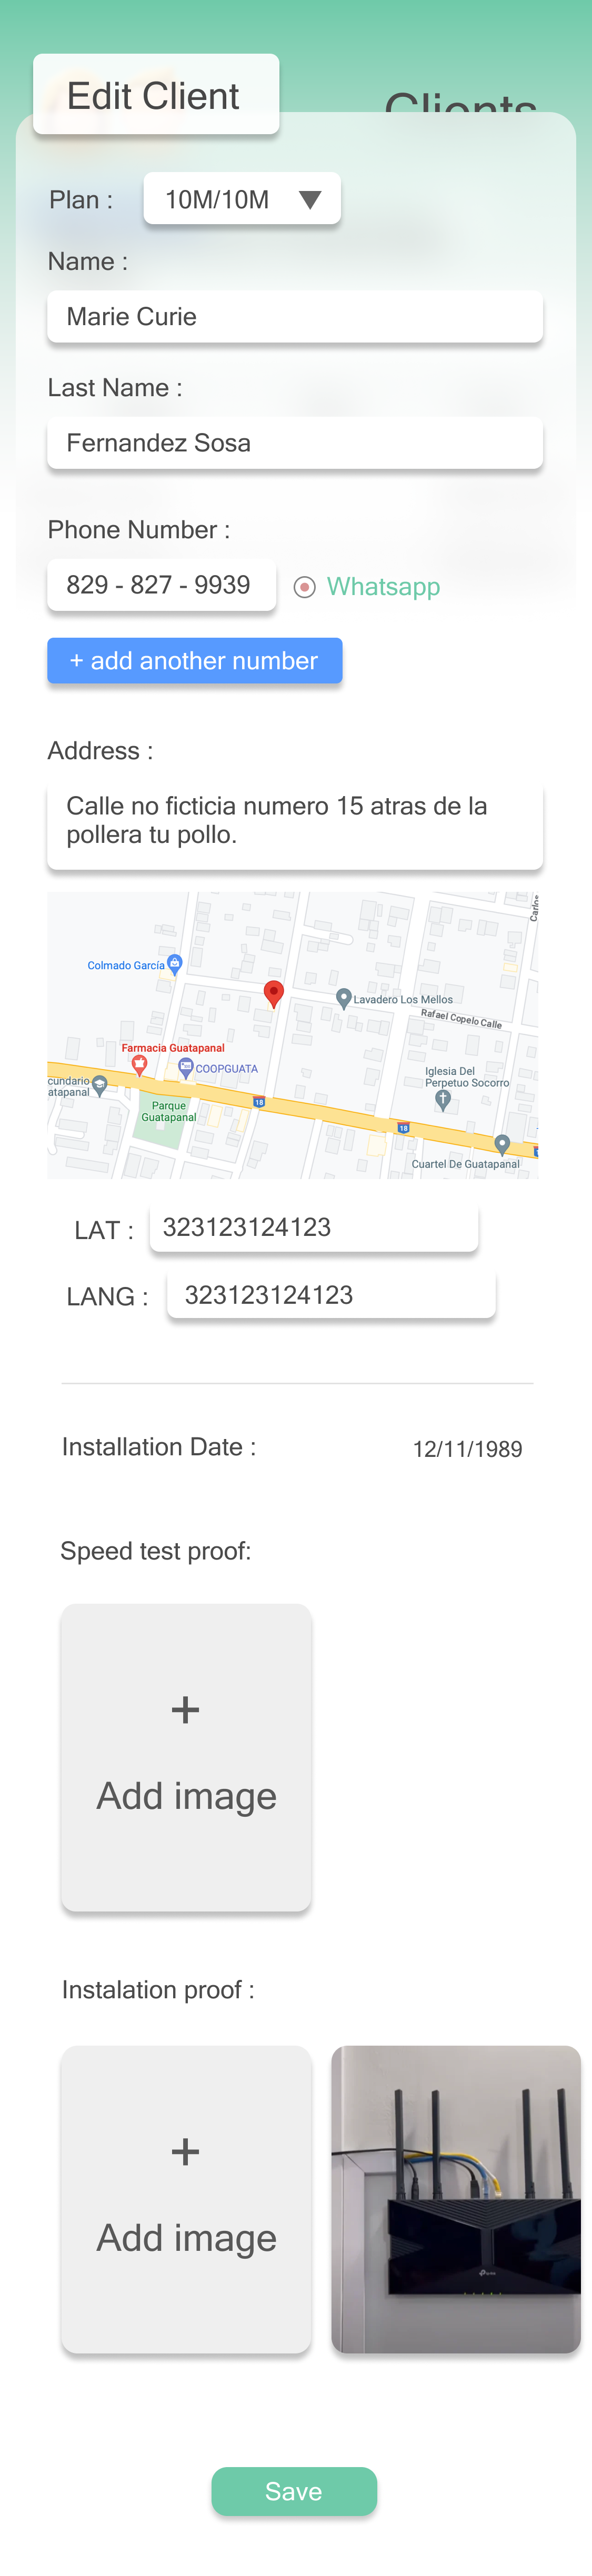 Edit Client
Clients
Plan :
10M/10M
Name :
Marie Curie
Last Name :
Fernandez Sosa
Phone Number :
829 - 827 - 9939
Whatsapp
+ add another number
Address :
Calle no ficticia numero 15 atras de la
pollera tu pollo.
Carlos
Colmado García
Lavadero Los Mellos
Rafael Copelo Calle
Farmacia Guatapanal
COOPGUATA
cundario
atapanal
Iglesia Del
Perpetuo Socorro
Parque
Guatapanal
18
18
Cuartel De Guatapanal
LAT :
323123124123
LANG :
323123124123
Installation Date :
12/11/1989
Speed test proof:
+
Add image
Instalation proof :
+
Add image
Save